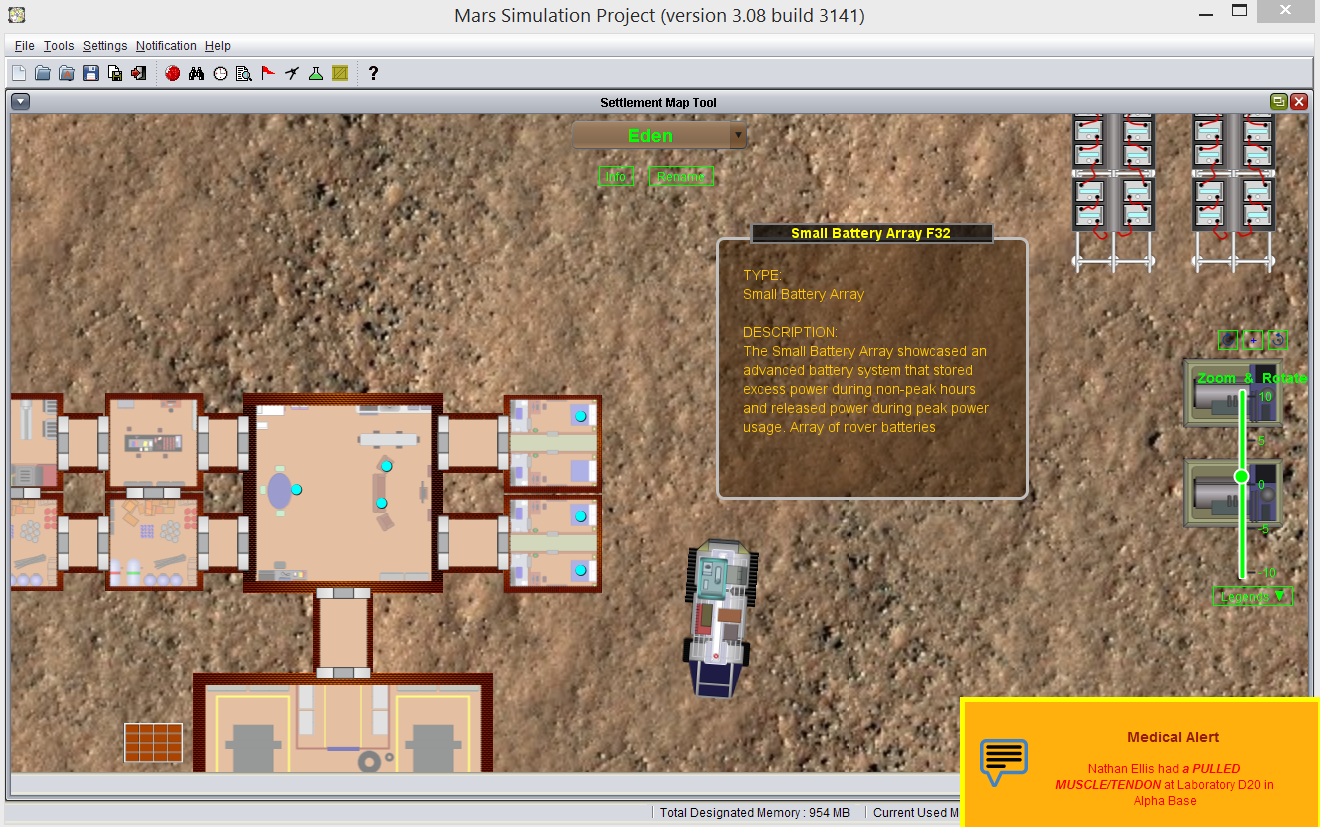 Mars Simulation Project (version 3.08 build 3141)
File Tools Settings Notification Help
?
Settlement Map Tool
Eden
Info Rename
Small Battery Array F32
TYPE:
Small Battery Array
DESCRIPTION:
The Small Battery Array showcased an
advanced battery system that stored
excess power during non-peak hours
and released power during peak power
usage. Array of rover batteries
+
Zoom & Rotate
10
5
0
5
10
Legends ▼
Medical Alert
Nathan Ellis had a PULLED
MUSCLE/TENDON at Laboratory D20 in
Alpha Base
Total Designated Memory : 954 MB Current Used M